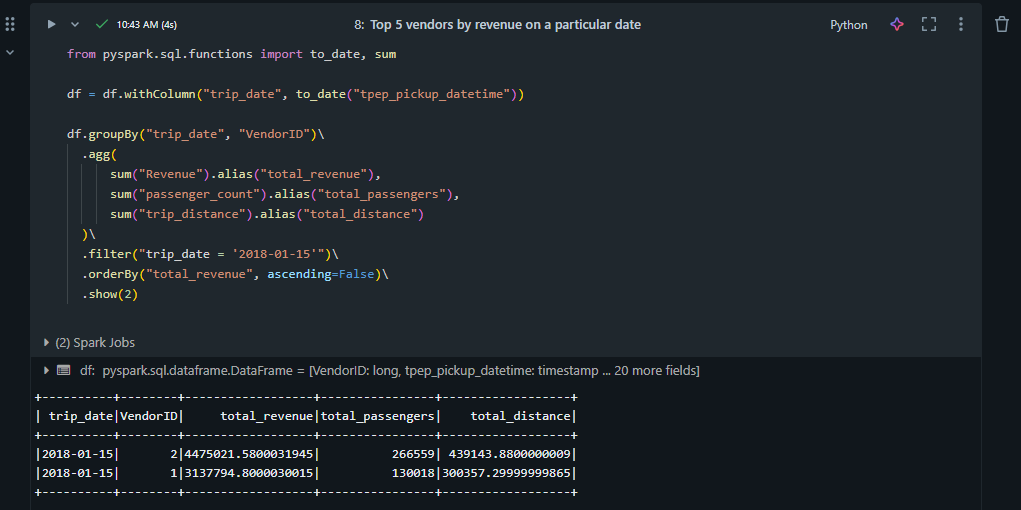 10:43 AM (4s)
8: Top 5 vendors by revenue on a particular date
Python
from pyspark.sql.functions import to_date, sum
df = df.withColumn("trip_date", to_date("tpep_pickup_datetime"))
df.groupBy("trip_date", "VendorID")\
.agg(
sum("Revenue").alias("total_revenue"),
sum("passenger_count").alias("total_passengers"),
sum("trip_distance").alias("total_distance")
)\
.filter("trip_date = '2018-01-15'")\
.orderBy("total_revenue", ascending=False)\
.show(2)
(2) Spark Jobs
df: pyspark.sql.dataframe.DataFrame = [VendorID: long, tpep_pickup_datetime: timestamp ... 20 more fields]
+----------+--------+------------------+----------------+------------------+
| trip_date|VendorID|     total_revenue|total_passengers|    total_distance|
+----------+--------+------------------+----------------+------------------+
|2018-01-15|       2|4475021.5800031945|          266559| 439143.8800000009|
|2018-01-15|       1|3137794.8000030015|          130018|300357.29999999865|
+----------+--------+------------------+----------------+------------------+